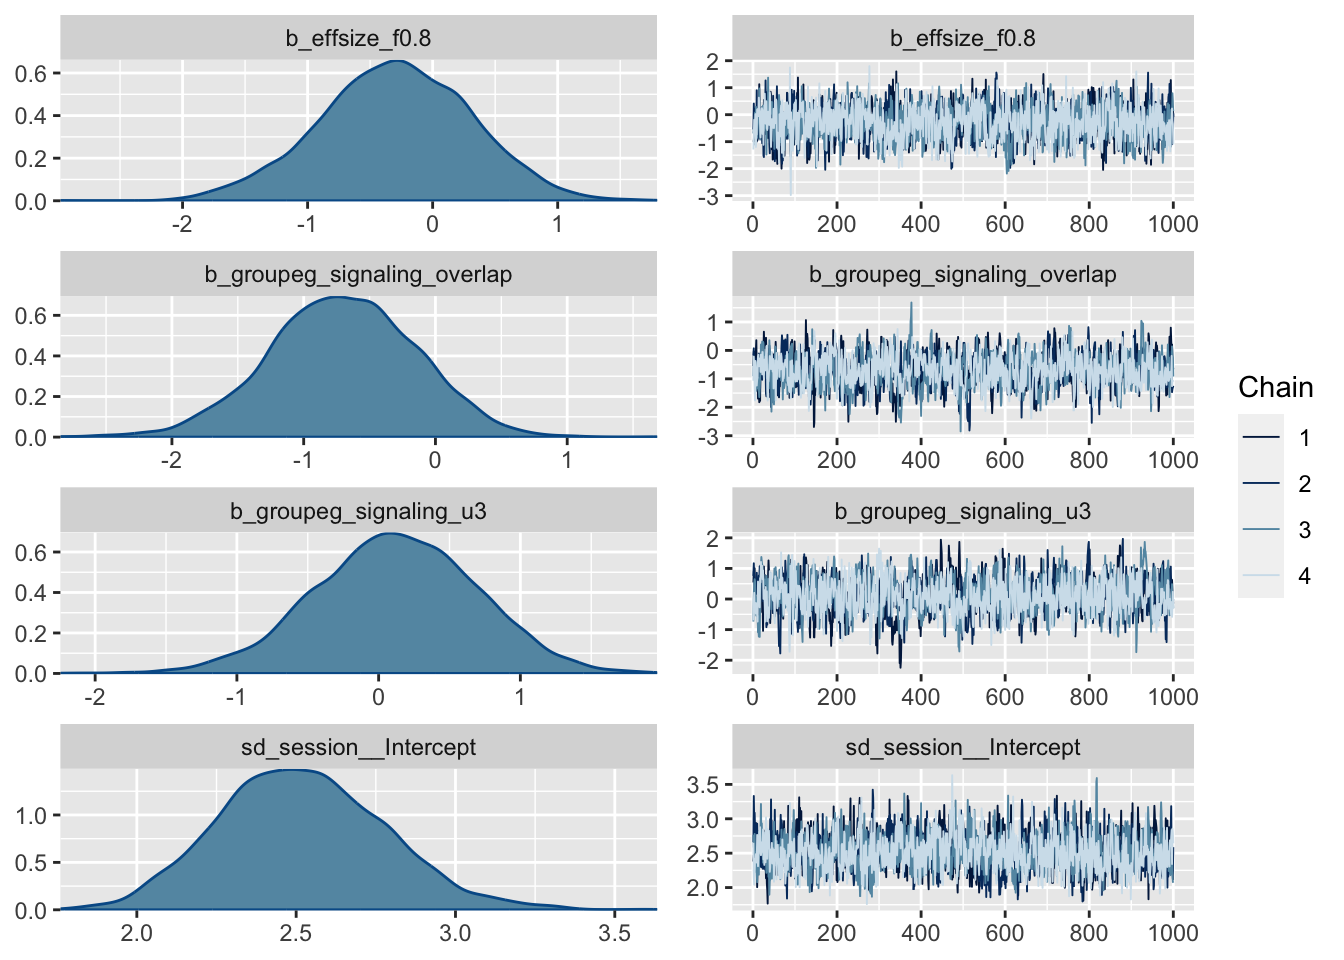 b_effsize_f0.8
0.6
0.4
0.2
0.0
-2 -1 0 1
b_effsize_f0.8
2
1
0
-1
-2
-3
0 200 400 600 800 1000
b_groupeg_signaling_overlap
0.6
0.4
0.2
0.0
-2 -1 0 1
b_groupeg_signaling_overlap
1
0
-1
-2
-3
0 200 400 600 800 1000
b_groupeg_signaling_u3
0.6
0.4
0.2
0.0
-2 -1 0 1
b_groupeg_signaling_u3
2
1
0
-1
-2
0 200 400 600 800 1000
sd_session__Intercept
1.0
0.5
0.0
2.0 2.5 3.0 3.5
sd_session__Intercept
3.5
3.0
2.5
2.0
0 200 400 600 800 1000
Chain
1
2
3
4